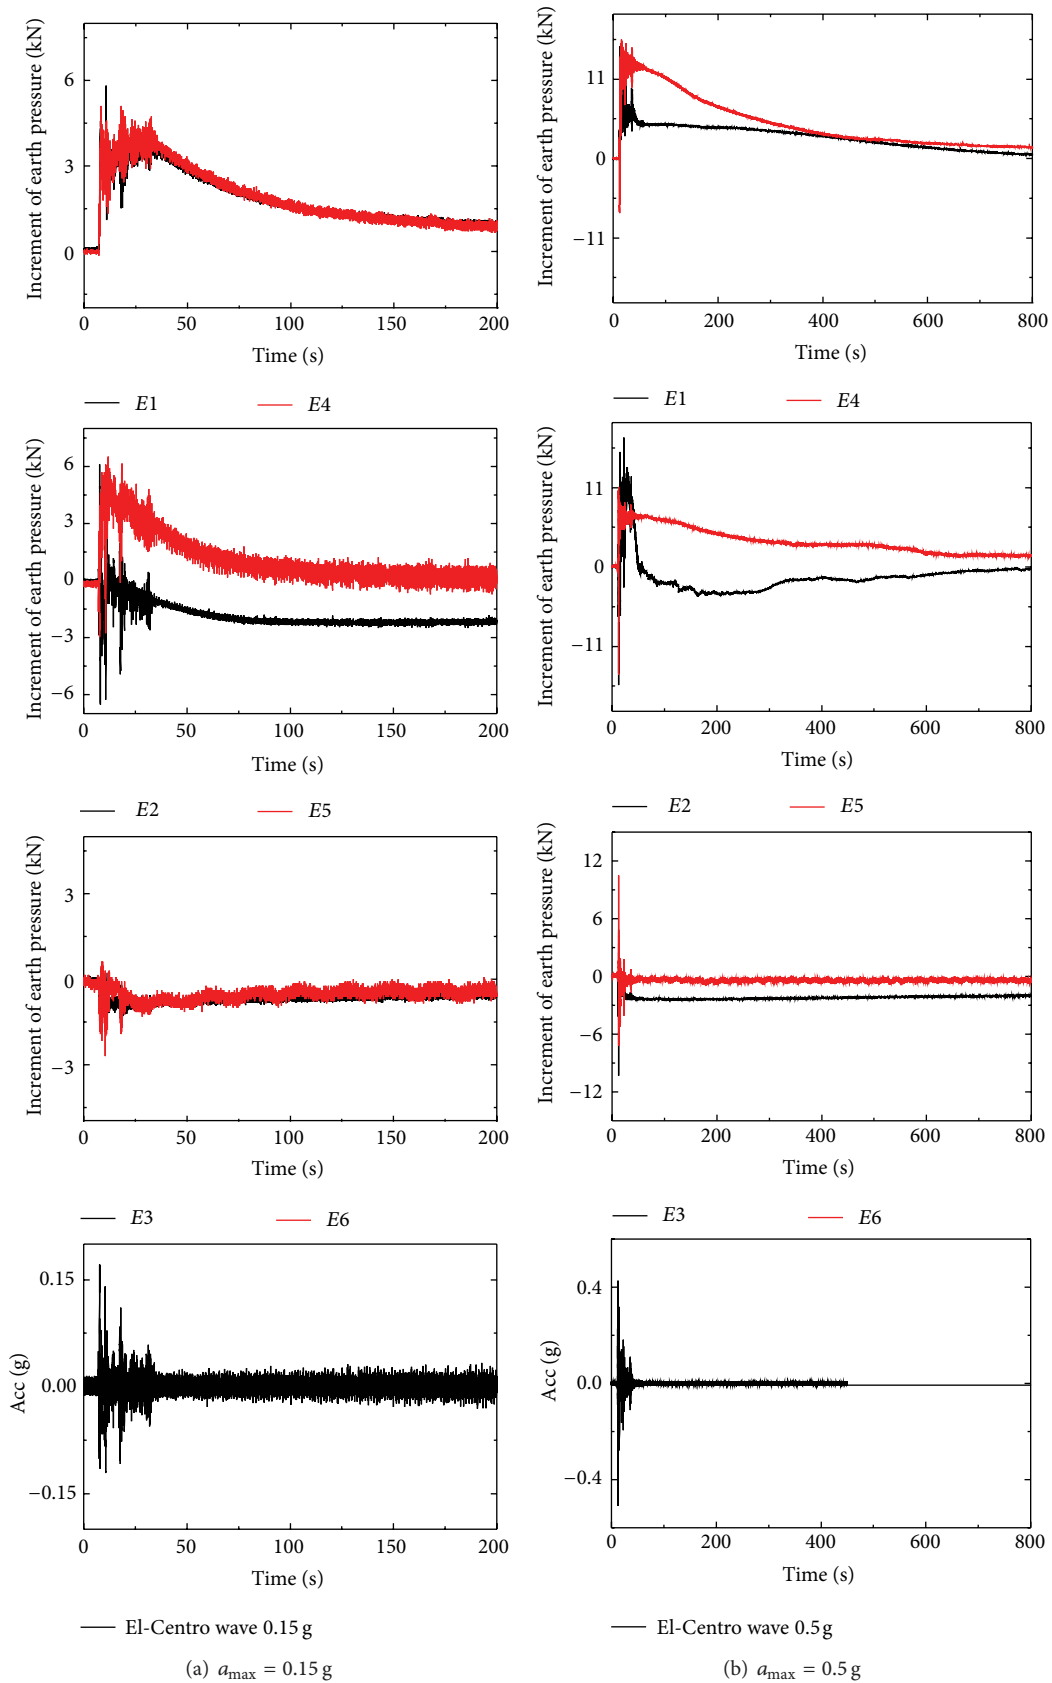 Increment of earth pressure (kN)
6
3
0
0 50 100 150 200
Time (s)
E1 E4
Increment of earth pressure (kN)
11
0
−11
0 200 400 600 800
Time (s)
E1 E4
Increment of earth pressure (kN)
6
3
0
−3
−6
0 50 100 150 200
Time (s)
E2 E5
Increment of earth pressure (kN)
11
0
−11
0 200 400 600 800
Time (s)
E2 E5
Increment of earth pressure (kN)
3
0
−3
0 50 100 150 200
Time (s)
E3 E6
Increment of earth pressure (kN)
12
6
0
−6
−12
0 200 400 600 800
Time (s)
E3 E6
Acc (g)
0.15
0.00
−0.15
0 50 100 150 200
Time (s)
El-Centro wave 0.15 g
(a) amax = 0.15 g
Acc (g)
0.4
0.0
−0.4
0 200 400 600 800
Time (s)
El-Centro wave 0.5 g
(b) amax = 0.5 g